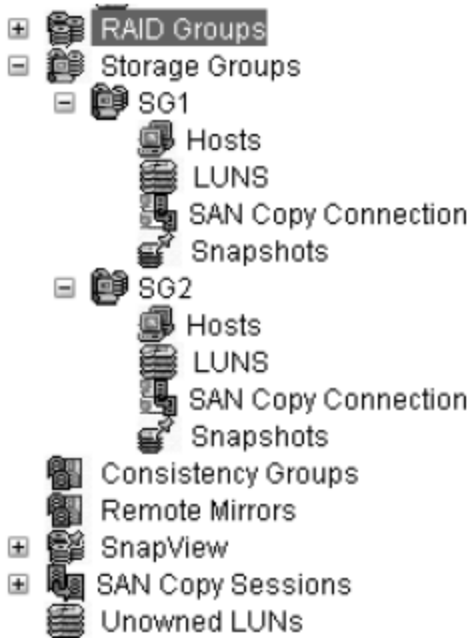 RAID Groups
Storage Groups
SG1
Hosts
LUNS
SAN Copy Connection
Snapshots
SG2
Hosts
LUNS
SAN Copy Connection
Snapshots
Consistency Groups
Remote Mirrors
SnapView
SAN Copy Sessions
Unowned LUNs